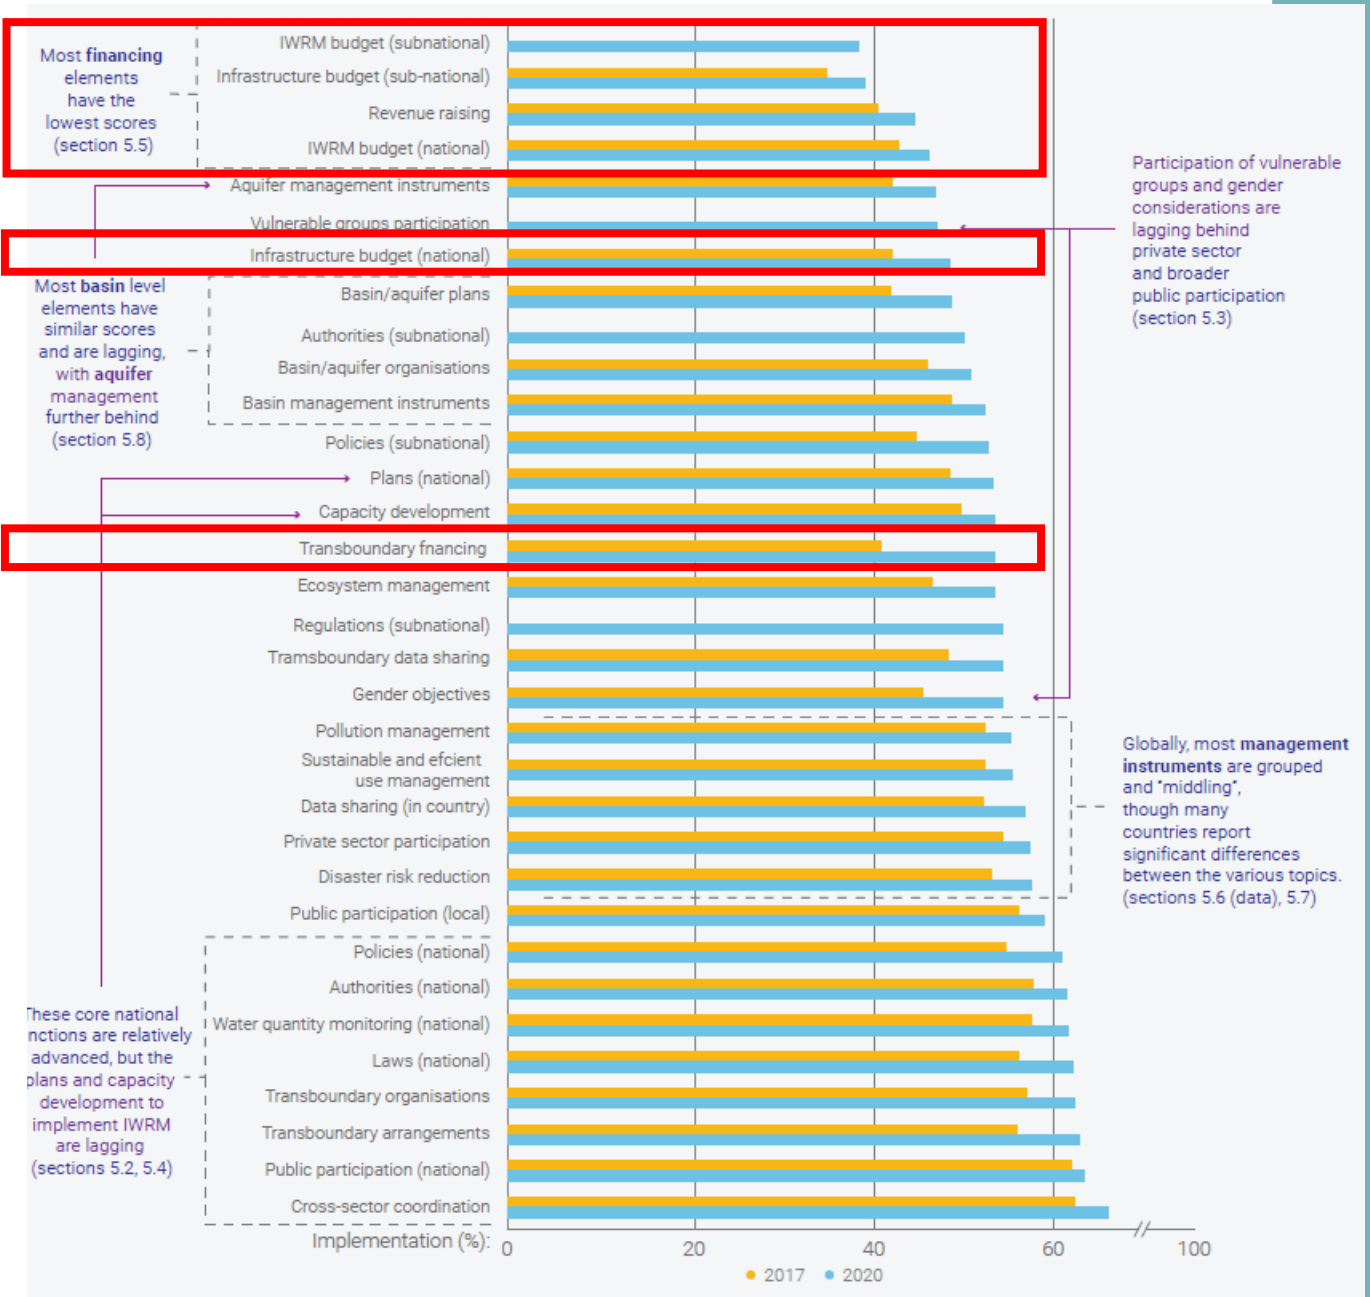 Most financing
elements
have the
lowest scores
(section 5.5)
IWRM budget (subnational)
Infrastructure budget (sub-national)
Revenue raising
IWRM budget (national)
Aquifer management instruments
Vulnerable groups participation
Infrastructure budget (national)
Participation of vulnerable
groups and gender
considerations are
lagging behind
private sector
and broader
public participation
(section 5.3)
Most basin level
elements have
similar scores
and are lagging,
with aquifer
management
further behind
(section 5.8)
Basin/aquifer plans
Authorities (subnational)
Basin/aquifer organisations
Basin management instruments
Policies (subnational)
Plans (national)
Capacity development
Transboundary fnancing
Ecosystem management
Regulations (subnational)
Tramsboundary data sharing
Gender objectives
Pollution management
Sustainable and efcient
use management
Data sharing (in country)
Private sector participation
Disaster risk reduction
Globally, most management
instruments are grouped
and "middling",
though many
countries report
significant differences
between the various topics.
(sections 5.6 (data), 5.7)
Public participation (local)
Policies (national)
Authorities (national)
Water quantity monitoring (national)
Laws (national)
Transboundary organisations
Transboundary arrangements
Public participation (national)
Cross-sector coordination
These core national
nctions are relatively
advanced, but the
plans and capacity
development to
implement IWRM
are lagging
(sections 5.2, 5.4)
Implementation (%): 0 20 40 60 100
2017 2020